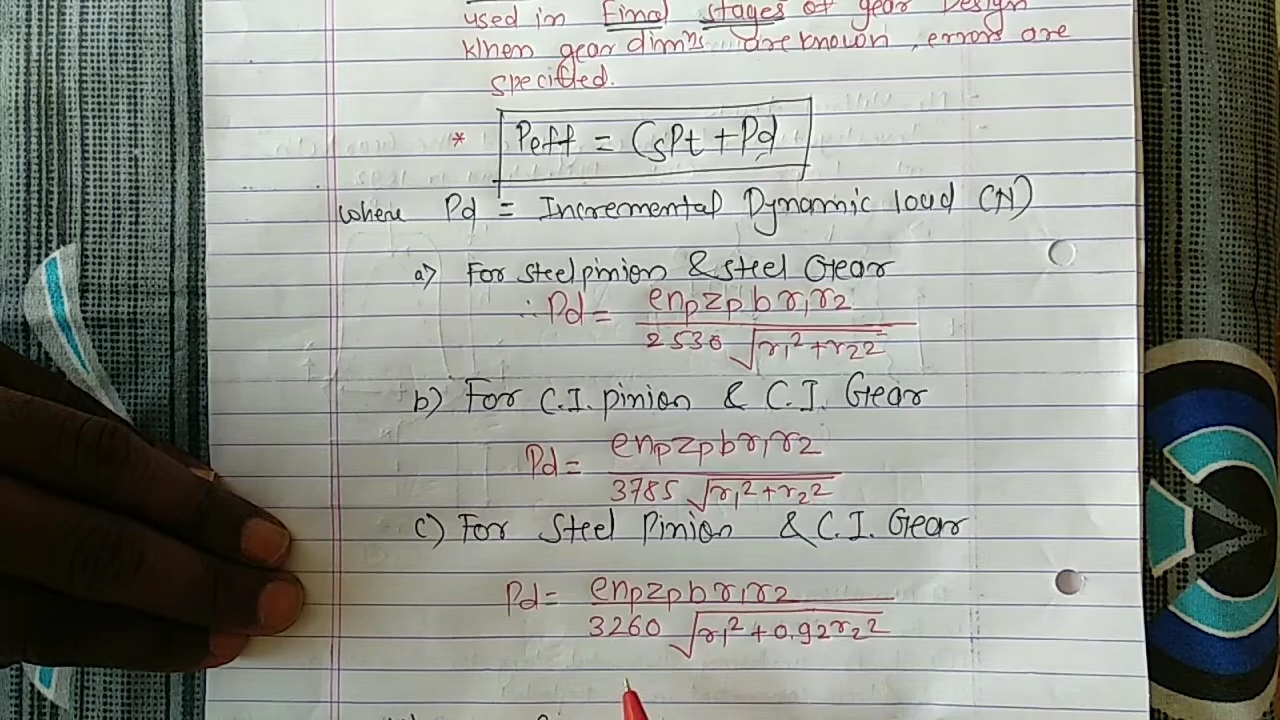 used in Final stages of gear Design
When gear dimns are known, errors are
specified.
* Peff = CsPt + Pd
where Pd = Incremental Dynamic load (N)
a) For steel pinion & steel Gear
∴ Pd = enpzpbr1r2 / 2530 √r1²+r2²
b) For C.I. pinion & C.I. Gear
Pd = enpzpbr1r2 / 3785 √r1²+r2²
c) For Steel Pinion & C.I. Gear
Pd = enpzpbr1r2 / 3260 √r1²+0.92r2²